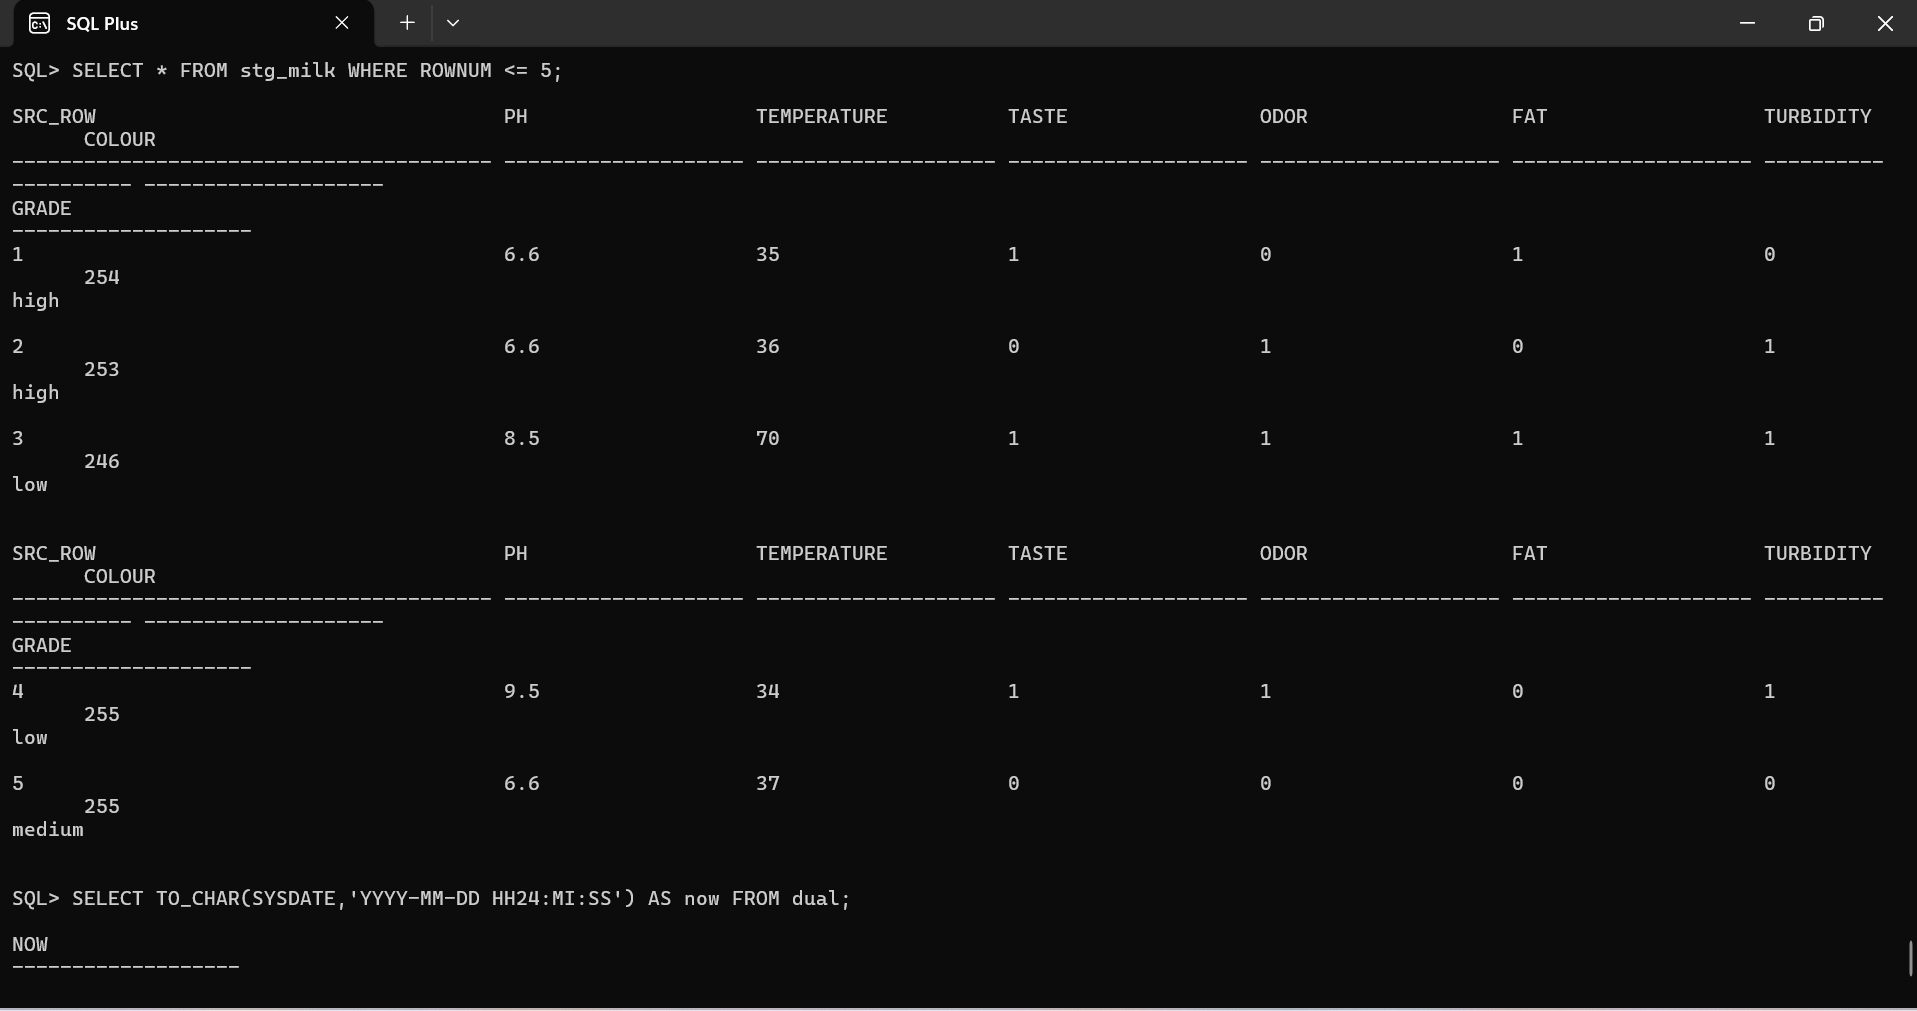 SQL Plus
SQL> SELECT * FROM stg_milk WHERE ROWNUM <= 5;
SRC_ROW PH TEMPERATURE TASTE ODOR FAT TURBIDITY
COLOUR
---------------------------------------- -------------------- -------------------- -------------------- -------------------- -------------------- ----------
---------- --------------------
GRADE
--------------------
1 6.6 35 1 0 1 0
254
high
2 6.6 36 0 1 0 1
253
high
3 8.5 70 1 1 1 1
246
low
SRC_ROW PH TEMPERATURE TASTE ODOR FAT TURBIDITY
COLOUR
---------------------------------------- -------------------- -------------------- -------------------- -------------------- -------------------- ----------
---------- --------------------
GRADE
--------------------
4 9.5 34 1 1 0 1
255
low
5 6.6 37 0 0 0 0
255
medium
SQL> SELECT TO_CHAR(SYSDATE,'YYYY-MM-DD HH24:MI:SS') AS now FROM dual;
NOW
-------------------